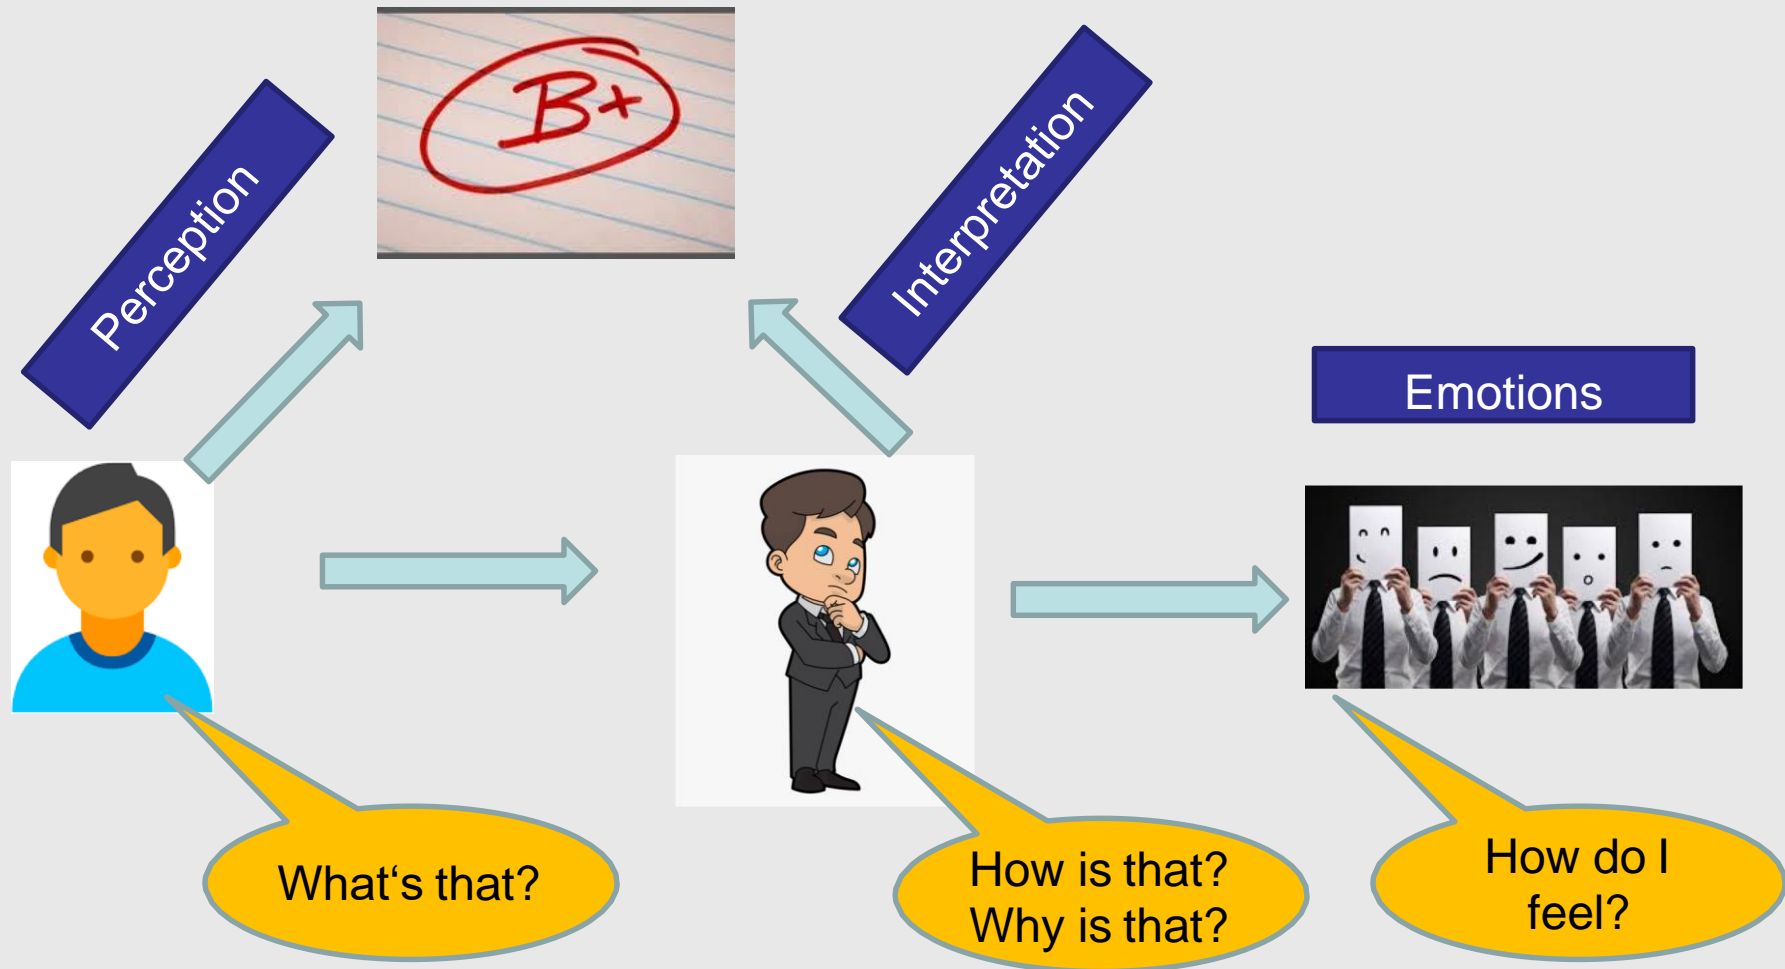 B+
Perception
Interpretation
Emotions
What‘s that?
How is that?
Why is that?
How do I
feel?